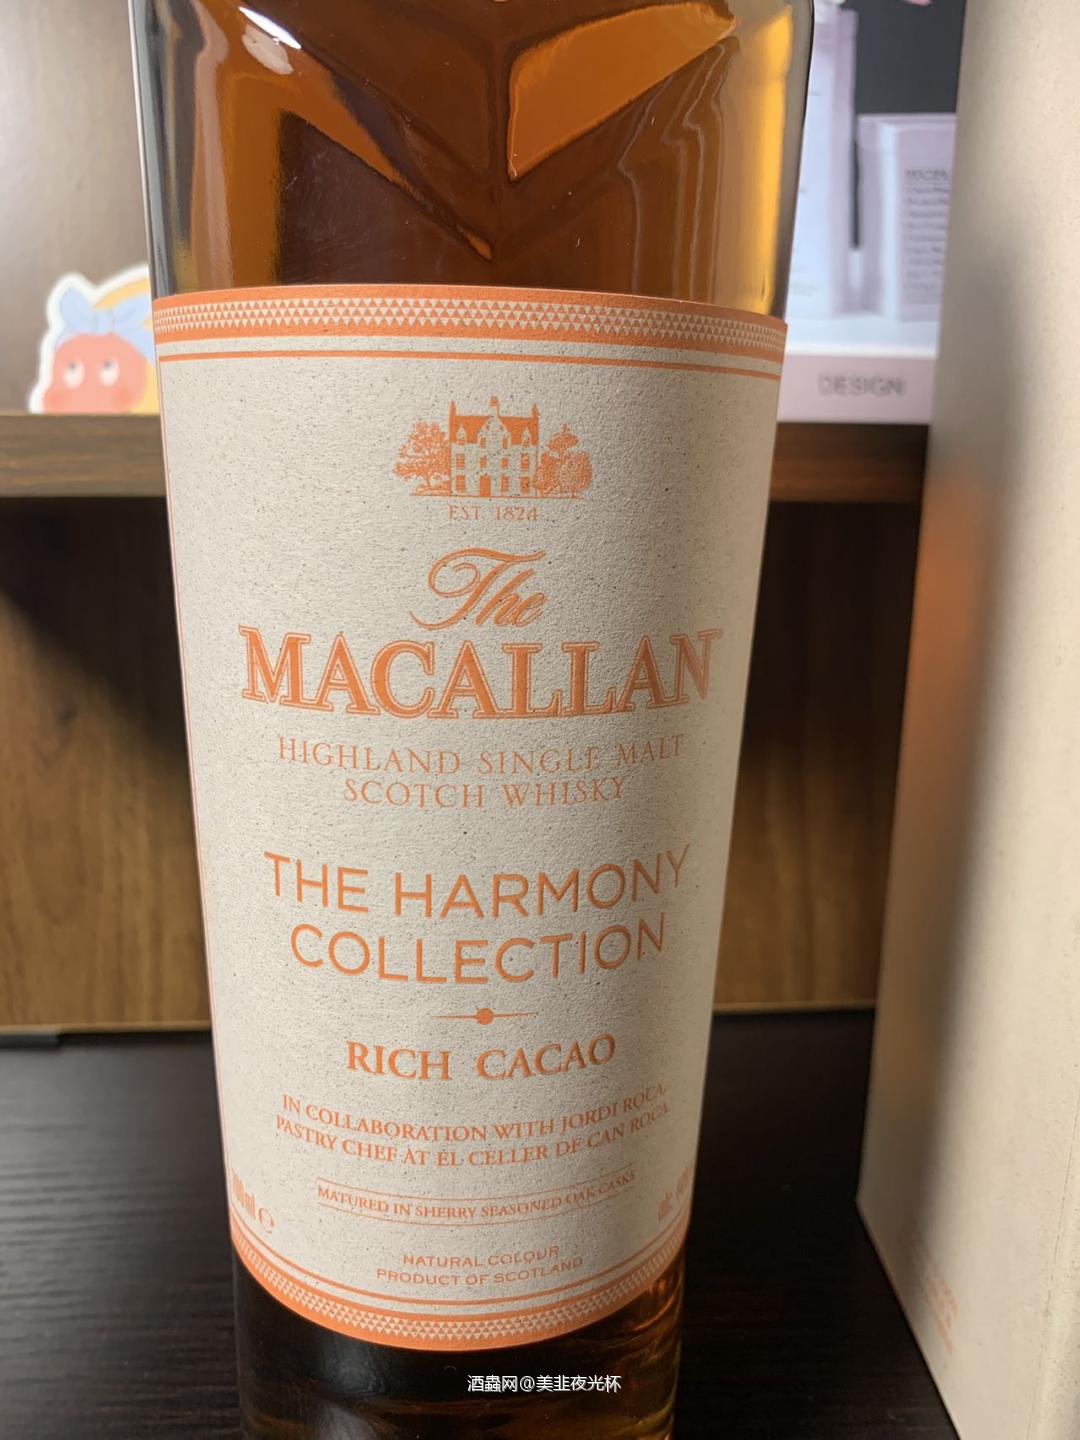 DESIGN
EST. 1824
The
MACALLAN
HIGHLAND SINGLE MALT
SCOTCH WHISKY
THE HARMONY
COLLECTION
RICH CACAO
IN COLLABORATION WITH JORDI ROCA,
PASTRY CHEF AT EL CELLER DE CAN ROCA
700ml e
alc.
MATURED IN SHERRY SEASONED OAK CASKS
NATURAL COLOUR
PRODUCT OF SCOTLAND
酒蟲网@美韭夜光杯